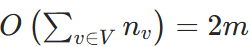 O (∑_{v∈V} n_v) = 2m